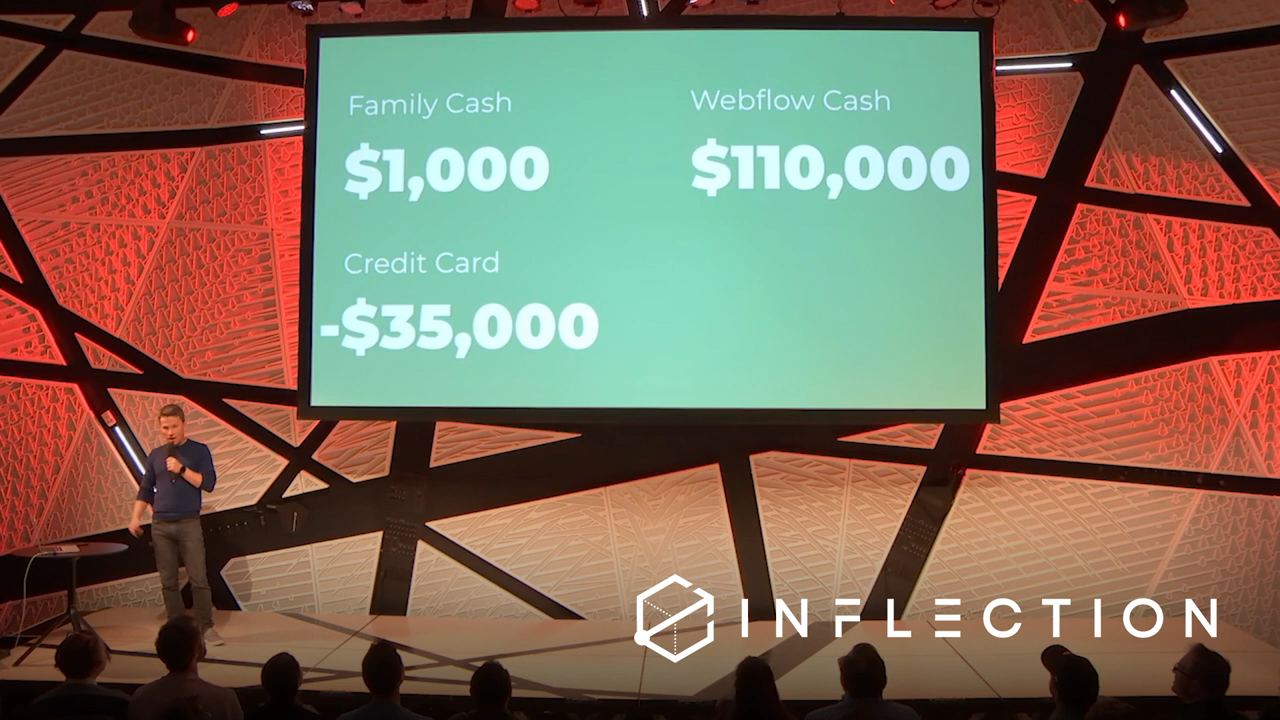 Family Cash
$1,000
Webflow Cash
$110,000
Credit Card
-$35,000
INFLECTION